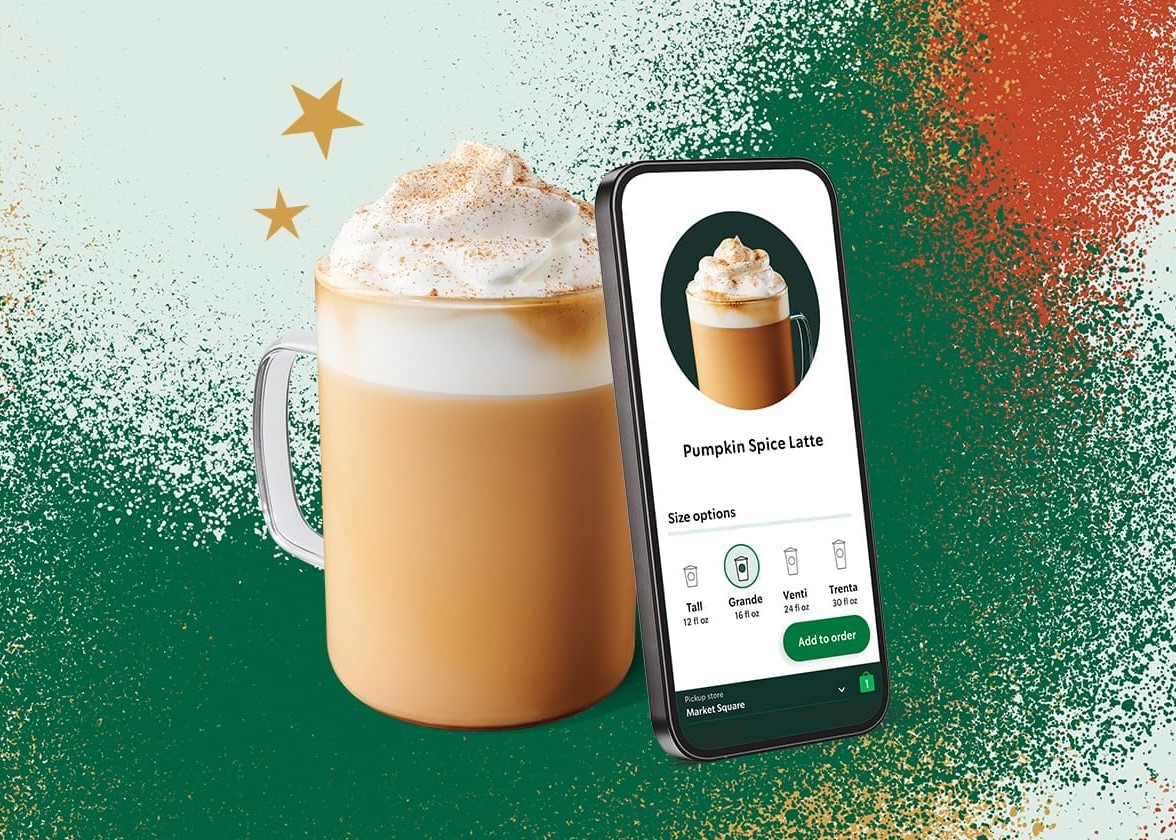 Pumpkin Spice Latte
Size options
Tall
12 fl oz
Grande
16 fl oz
Venti
24 fl oz
Trenta
30 fl oz
Add to order
Pickup store
Market Square
1